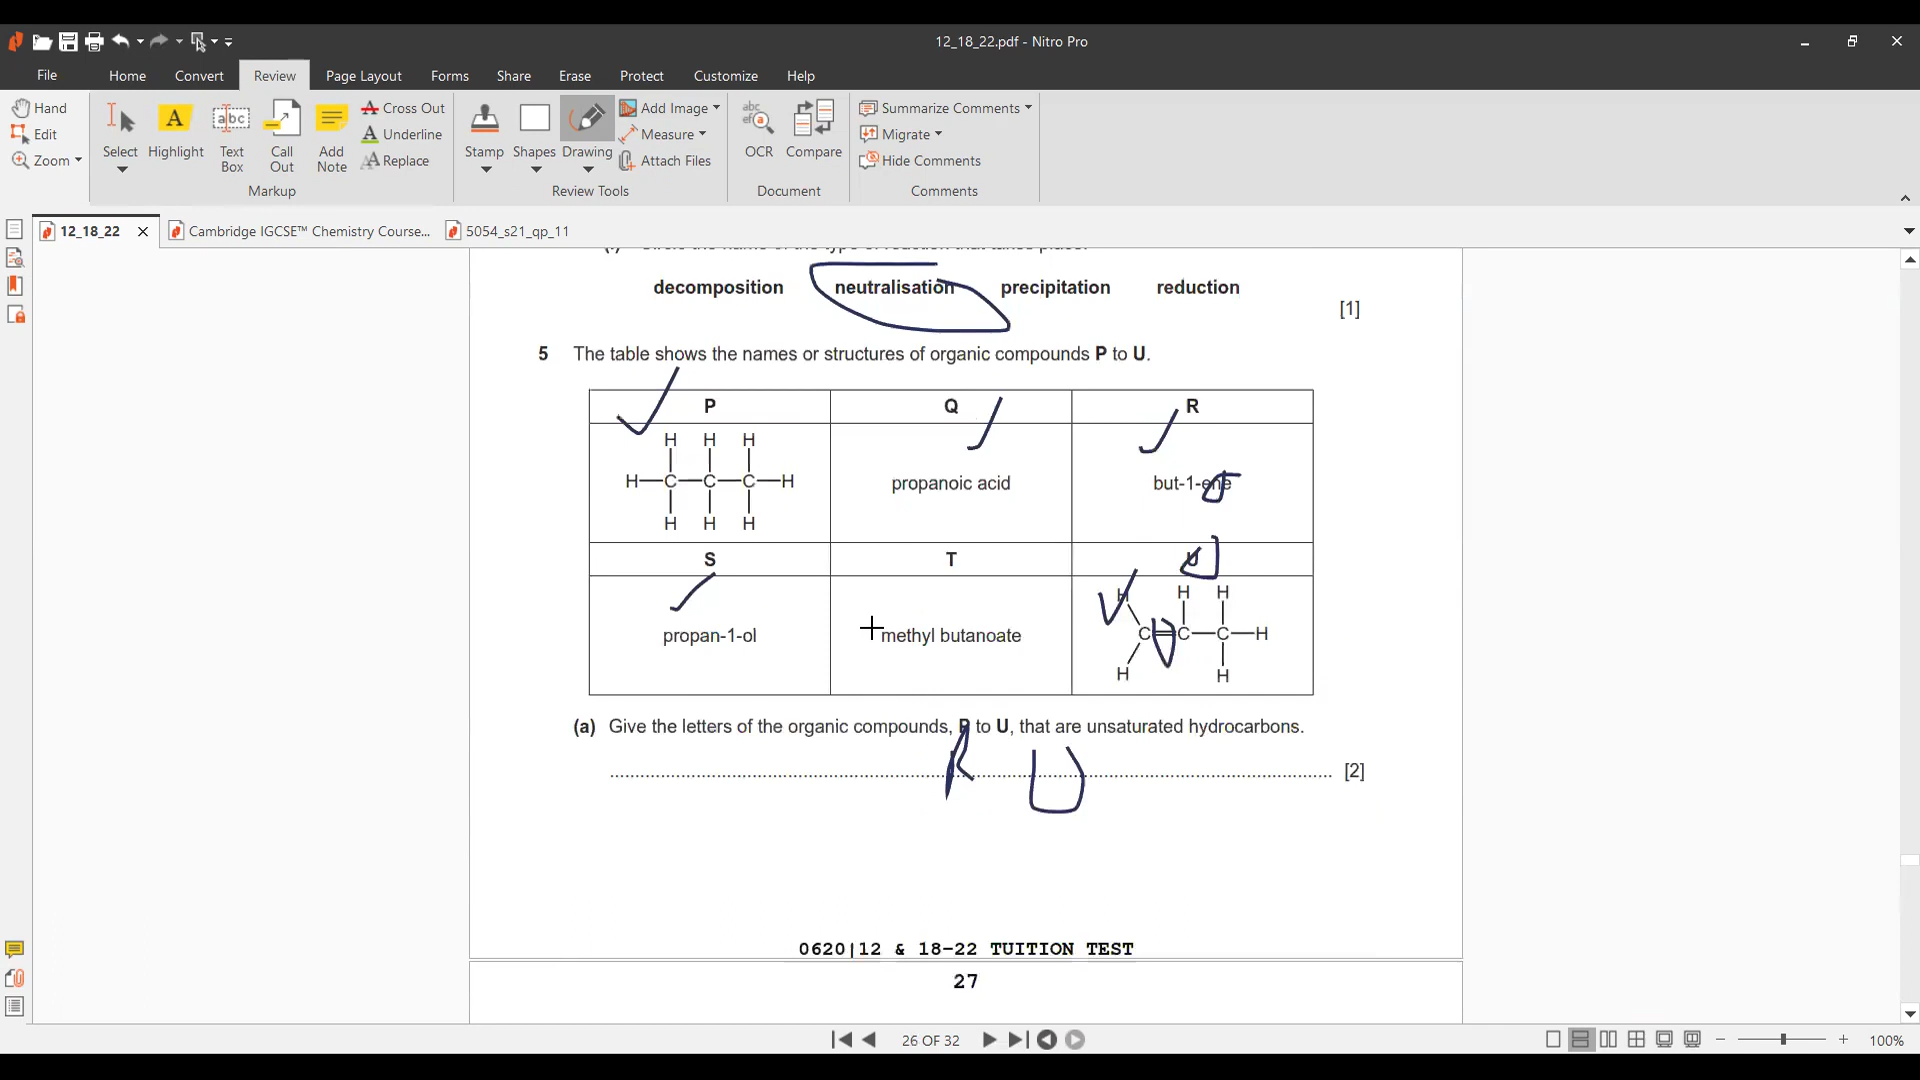 12_18_22.pdf - Nitro Pro
File Home Convert Review Page Layout Forms Share Erase Protect Customize Help
Hand
Edit
Zoom
Select
Highlight
Text Box
Call Out
Add Note
Cross Out
Underline
Replace
Markup
Stamp
Shapes
Drawing
Add Image
Measure
Attach Files
Review Tools
OCR
Compare
Document
Summarize Comments
Migrate
Hide Comments
Comments
12_18_22
Cambridge IGCSE™ Chemistry Course...
5054_s21_qp_11
decomposition neutralisation precipitation reduction
[1]
5 The table shows the names or structures of organic compounds P to U.
P Q R
H H H
H C C C H
H H H
propanoic acid
but-1-ene
S T U
propan-1-ol
methyl butanoate
H H H
C C C H
H H
(a) Give the letters of the organic compounds, P to U, that are unsaturated hydrocarbons.
R U
[2]
0620|12 & 18-22 TUITION TEST
27
26 OF 32
100%